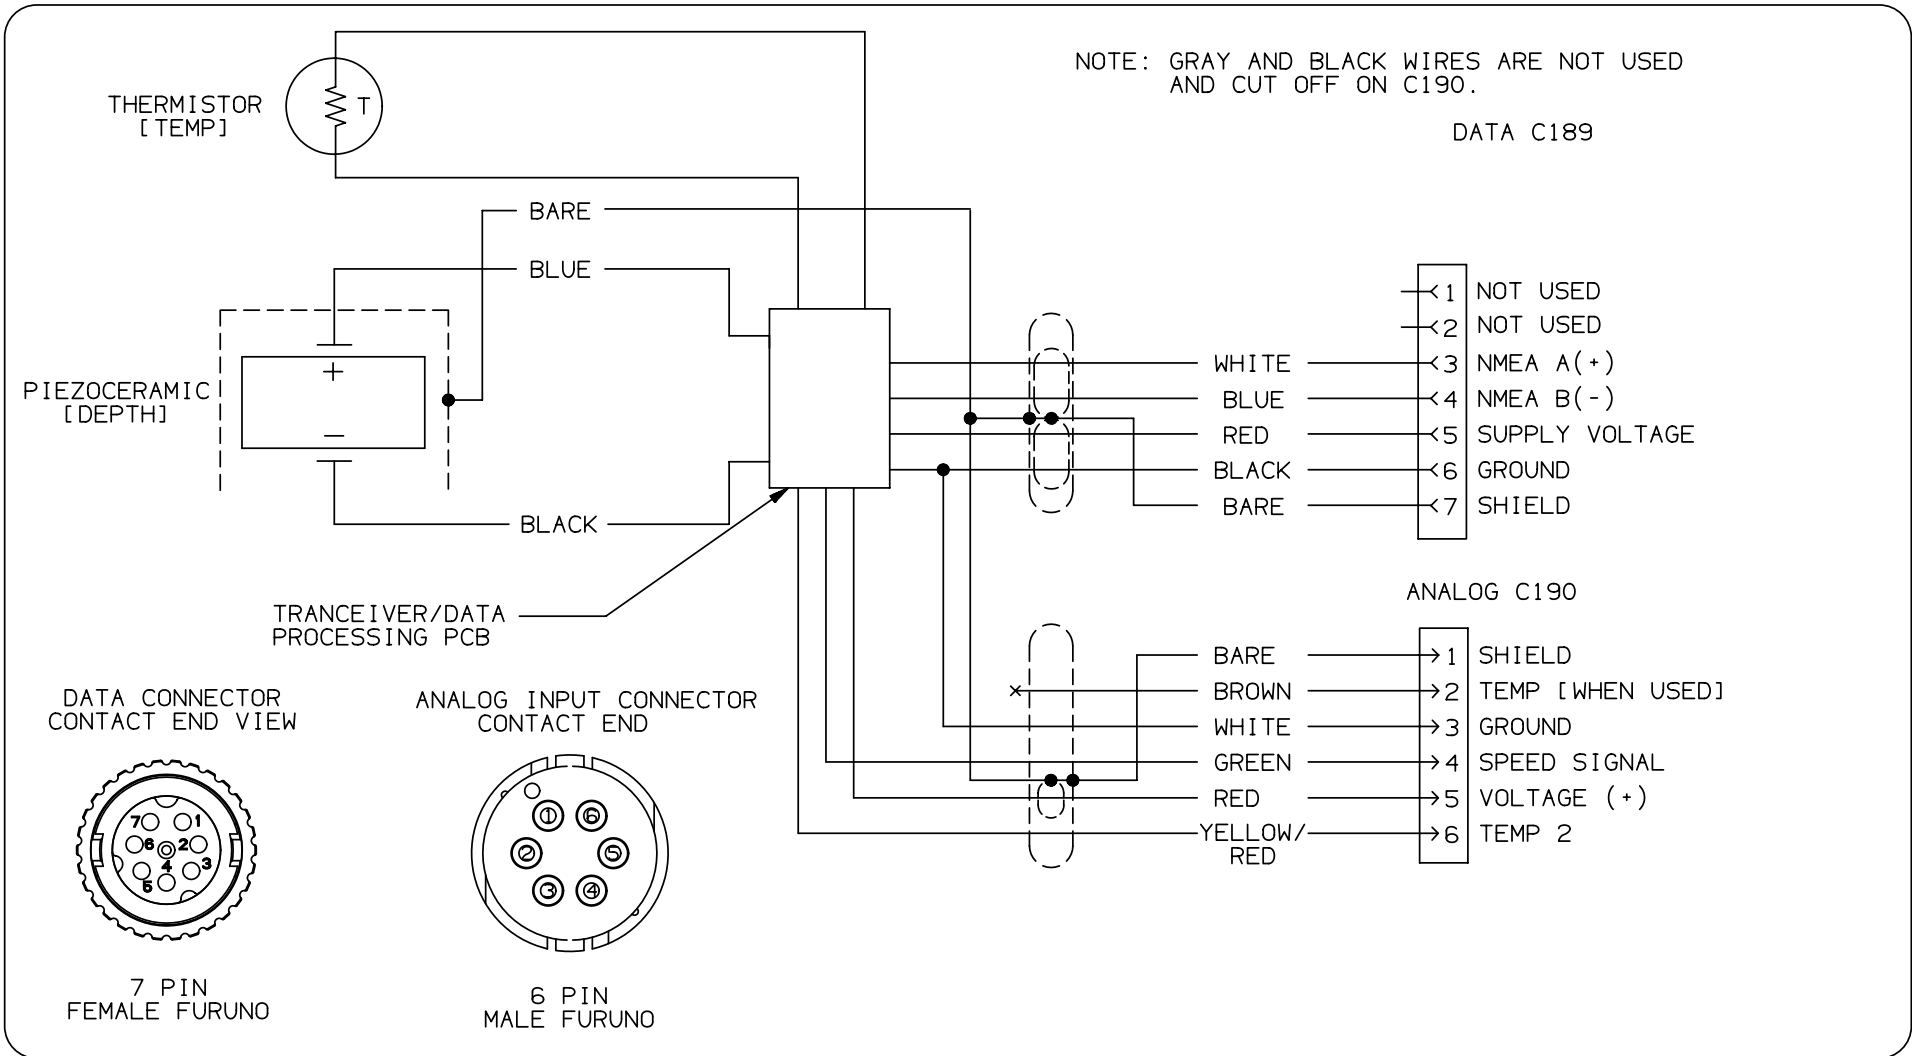 NOTE: GRAY AND BLACK WIRES ARE NOT USED
AND CUT OFF ON C190.
DATA C189
THERMISTOR
[TEMP]
T
BARE
BLUE
PIEZOCERAMIC
[DEPTH]
+
-
BLACK
TRANCEIVER/DATA
PROCESSING PCB
WHITE
BLUE
RED
BLACK
BARE
1 NOT USED
2 NOT USED
3 NMEA A(+)
4 NMEA B(-)
5 SUPPLY VOLTAGE
6 GROUND
7 SHIELD
ANALOG C190
BARE
BROWN
WHITE
GREEN
RED
YELLOW/
RED
1 SHIELD
2 TEMP [WHEN USED]
3 GROUND
4 SPEED SIGNAL
5 VOLTAGE (+)
6 TEMP 2
DATA CONNECTOR
CONTACT END VIEW
7 1
6 2
4 3
5
7 PIN
FEMALE FURUNO
ANALOG INPUT CONNECTOR
CONTACT END
1 6
2 5
3 4
6 PIN
MALE FURUNO